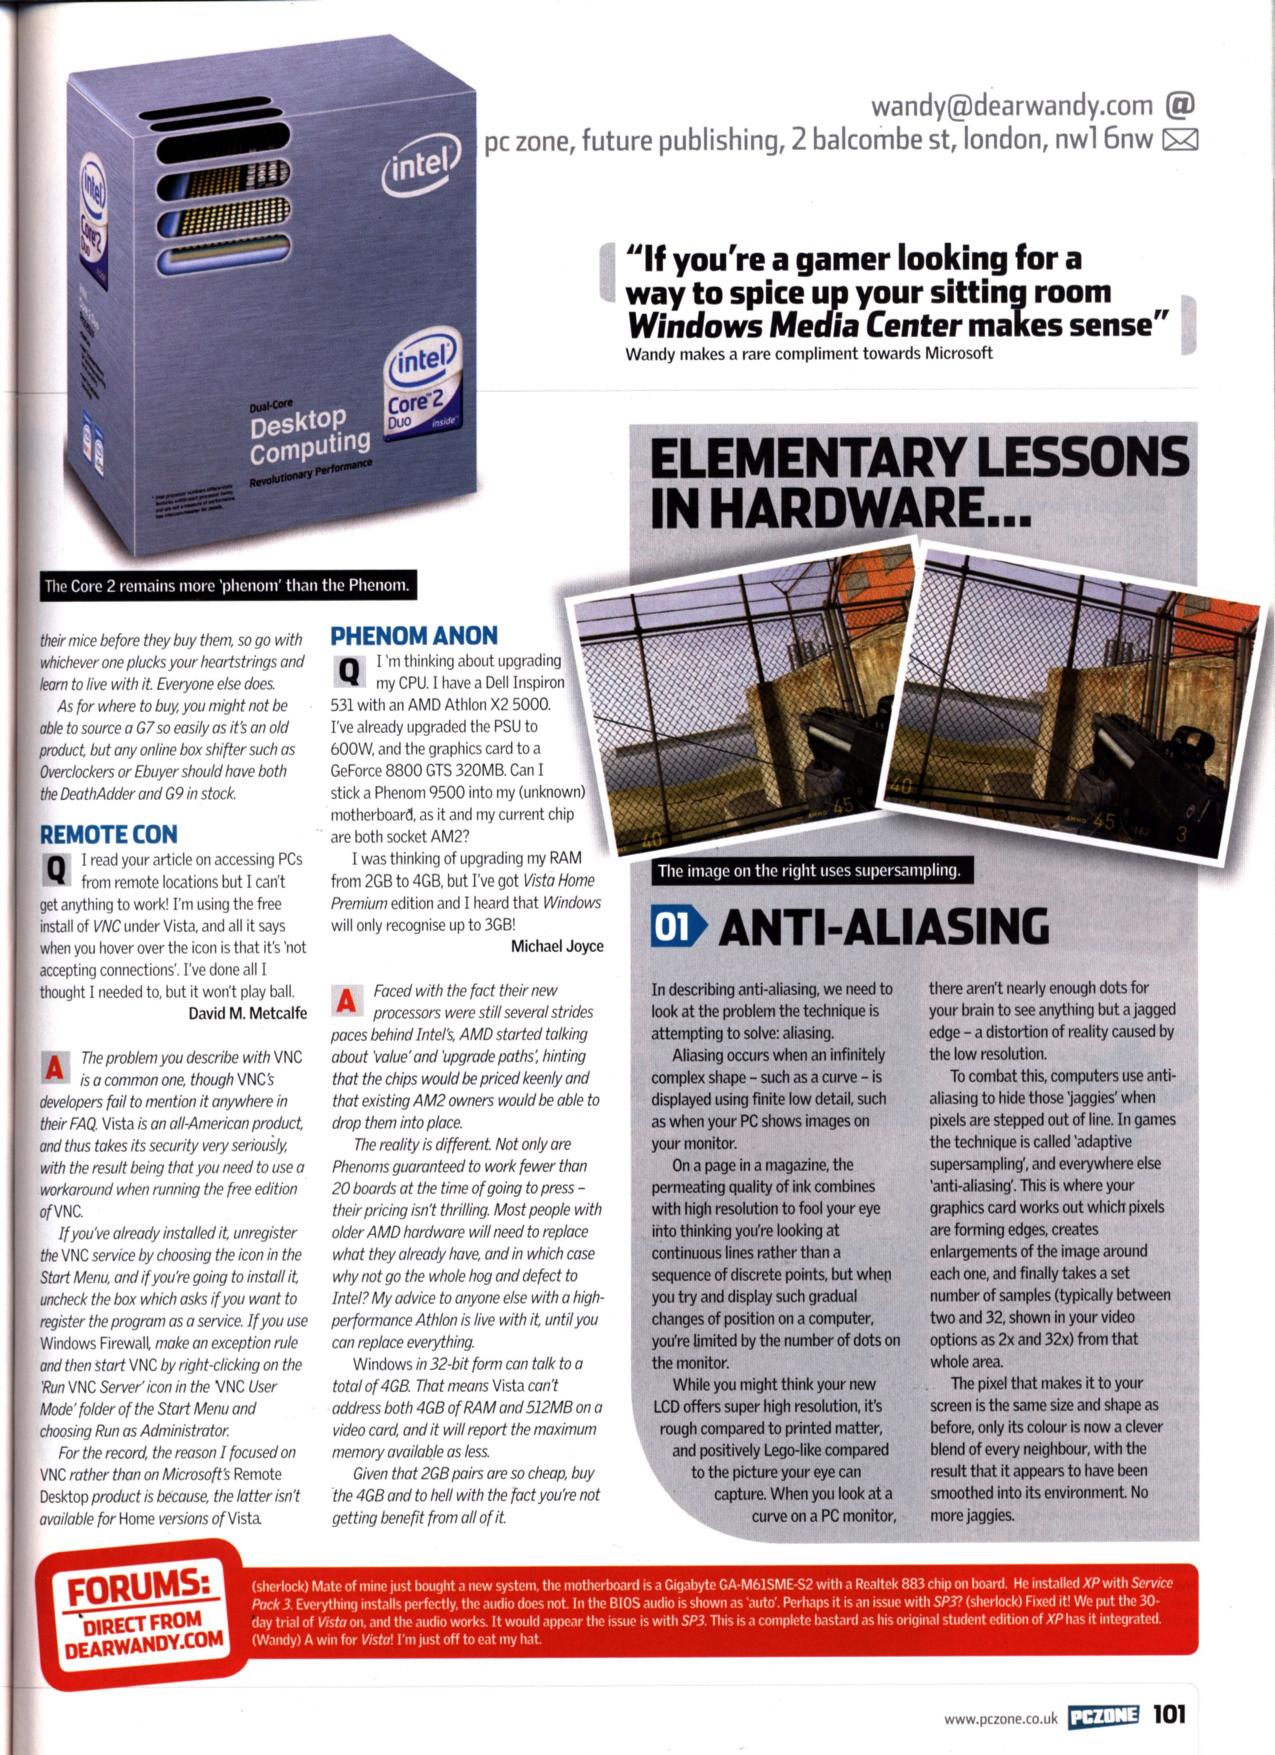 wandy@dearwandy.com @
pc zone, future publishing, 2 balcombe st, london, nw1 6nw
intel
intel
Core 2
Duo
intel
Core™2
Duo inside™
Dual-Core
Desktop
Computing
Revolutionary Performance
“If you’re a gamer looking for a
way to spice up your sitting room
Windows Media Center makes sense”
Wandy makes a rare compliment towards Microsoft
The Core 2 remains more ‘phenom’ than the Phenom.
their mice before they buy them, so go with
whichever one plucks your heartstrings and
learn to live with it. Everyone else does.
As for where to buy, you might not be
able to source a G7 so easily as it’s an old
product, but any online box shifter such as
Overclockers or Ebuyer should have both
the DeathAdder and G9 in stock.
REMOTE CON
Q I read your article on accessing PCs
from remote locations but I can’t
get anything to work! I’m using the free
install of VNC under Vista, and all it says
when you hover over the icon is that it’s ‘not
accepting connections’. I’ve done all I
thought I needed to, but it won’t play ball.
David M. Metcalfe
A The problem you describe with VNC
is a common one, though VNC’s
developers fail to mention it anywhere in
their FAQ. Vista is an all-American product,
and thus takes its security very seriously,
with the result being that you need to use a
workaround when running the free edition
of VNC.
If you’ve already installed it, unregister
the VNC service by choosing the icon in the
Start Menu, and if you’re going to install it,
uncheck the box which asks if you want to
register the program as a service. If you use
Windows Firewall, make an exception rule
and then start VNC by right-clicking on the
‘Run VNC Server’ icon in the ‘VNC User
Mode’ folder of the Start Menu and
choosing Run as Administrator.
For the record, the reason I focused on
VNC rather than on Microsoft’s Remote
Desktop product is because, the latter isn’t
available for Home versions of Vista.
PHENOM ANON
Q I ’m thinking about upgrading
my CPU. I have a Dell Inspiron
531 with an AMD Athlon X2 5000.
I’ve already upgraded the PSU to
600W, and the graphics card to a
GeForce 8800 GTS 320MB. Can I
stick a Phenom 9500 into my (unknown)
motherboard, as it and my current chip
are both socket AM2?
I was thinking of upgrading my RAM
from 2GB to 4GB, but I’ve got Vista Home
Premium edition and I heard that Windows
will only recognise up to 3GB!
Michael Joyce
A Faced with the fact their new
processors were still several strides
paces behind Intel’s, AMD started talking
about ‘value’ and ‘upgrade paths’, hinting
that the chips would be priced keenly and
that existing AM2 owners would be able to
drop them into place.
The reality is different. Not only are
Phenoms guaranteed to work fewer than
20 boards at the time of going to press –
their pricing isn’t thrilling. Most people with
older AMD hardware will need to replace
what they already have, and in which case
why not go the whole hog and defect to
Intel? My advice to anyone else with a high-
performance Athlon is live with it, until you
can replace everything.
Windows in 32-bit form can talk to a
total of 4GB. That means Vista can’t
address both 4GB of RAM and 512MB on a
video card, and it will report the maximum
memory available as less.
Given that 2GB pairs are so cheap, buy
the 4GB and to hell with the fact you’re not
getting benefit from all of it.
ELEMENTARY LESSONS
IN HARDWARE...
40
45
40
AMMO 45 162 3
The image on the right uses supersampling.
01 ANTI-ALIASING
In describing anti-aliasing, we need to
look at the problem the technique is
attempting to solve: aliasing.
Aliasing occurs when an infinitely
complex shape – such as a curve – is
displayed using finite low detail, such
as when your PC shows images on
your monitor.
On a page in a magazine, the
permeating quality of ink combines
with high resolution to fool your eye
into thinking you’re looking at
continuous lines rather than a
sequence of discrete points, but when
you try and display such gradual
changes of position on a computer,
you’re limited by the number of dots on
the monitor.
While you might think your new
LCD offers super high resolution, it’s
rough compared to printed matter,
and positively Lego-like compared
to the picture your eye can
capture. When you look at a
curve on a PC monitor,
there aren’t nearly enough dots for
your brain to see anything but a jagged
edge – a distortion of reality caused by
the low resolution.
To combat this, computers use anti-
aliasing to hide those ‘jaggies’ when
pixels are stepped out of line. In games
the technique is called ‘adaptive
supersampling’, and everywhere else
‘anti-aliasing’. This is where your
graphics card works out which pixels
are forming edges, creates
enlargements of the image around
each one, and finally takes a set
number of samples (typically between
two and 32, shown in your video
options as 2x and 32x) from that
whole area.
The pixel that makes it to your
screen is the same size and shape as
before, only its colour is now a clever
blend of every neighbour, with the
result that it appears to have been
smoothed into its environment. No
more jaggies.
FORUMS:
DIRECT FROM
DEARWANDY.COM
(sherlock) Mate of mine just bought a new system, the motherboard is a Gigabyte GA-M61SME-S2 with a Realtek 883 chip on board. He installed XP with Service
Pack 3. Everything installs perfectly, the audio does not. In the BIOS audio is shown as ‘auto’. Perhaps it is an issue with SP3? (sherlock) Fixed it! We put the 30-
day trial of Vista on, and the audio works. It would appear the issue is with SP3. This is a complete bastard as his original student edition of XP has it integrated.
(Wandy) A win for Vista! I’m just off to eat my hat.
www.pczone.co.uk PCZONE 101